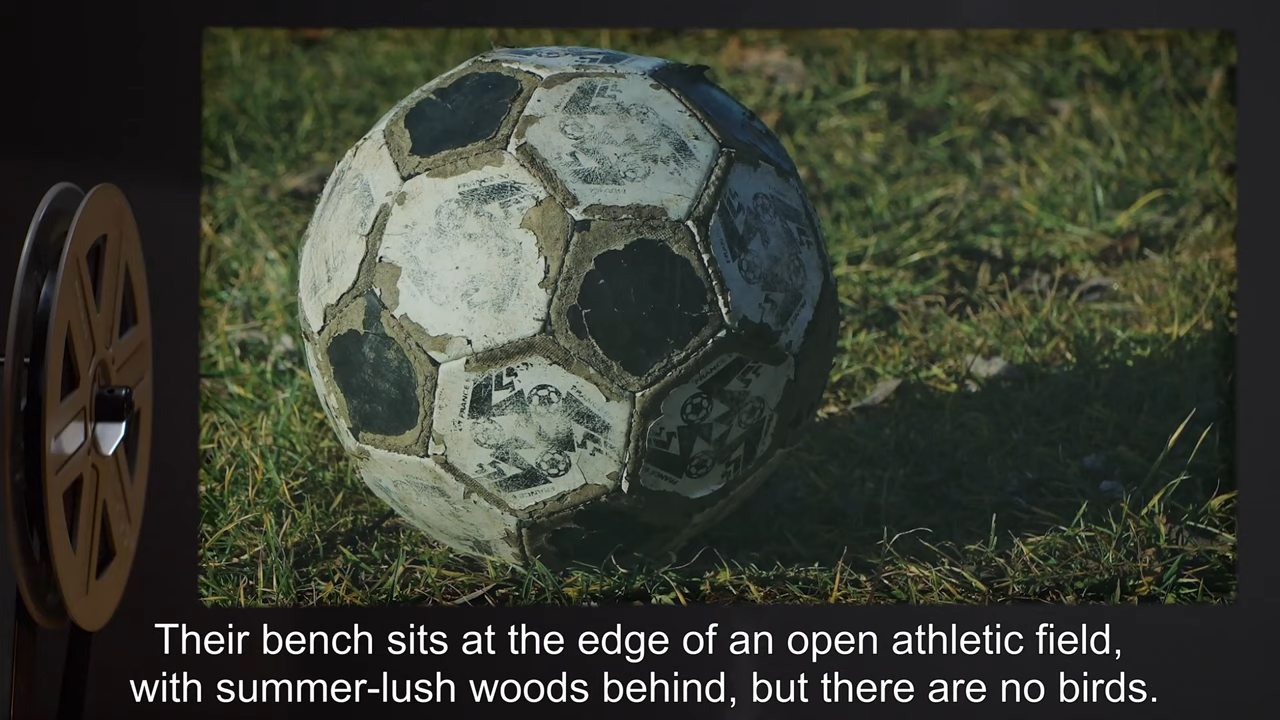 Their bench sits at the edge of an open athletic field,
with summer-lush woods behind, but there are no birds.